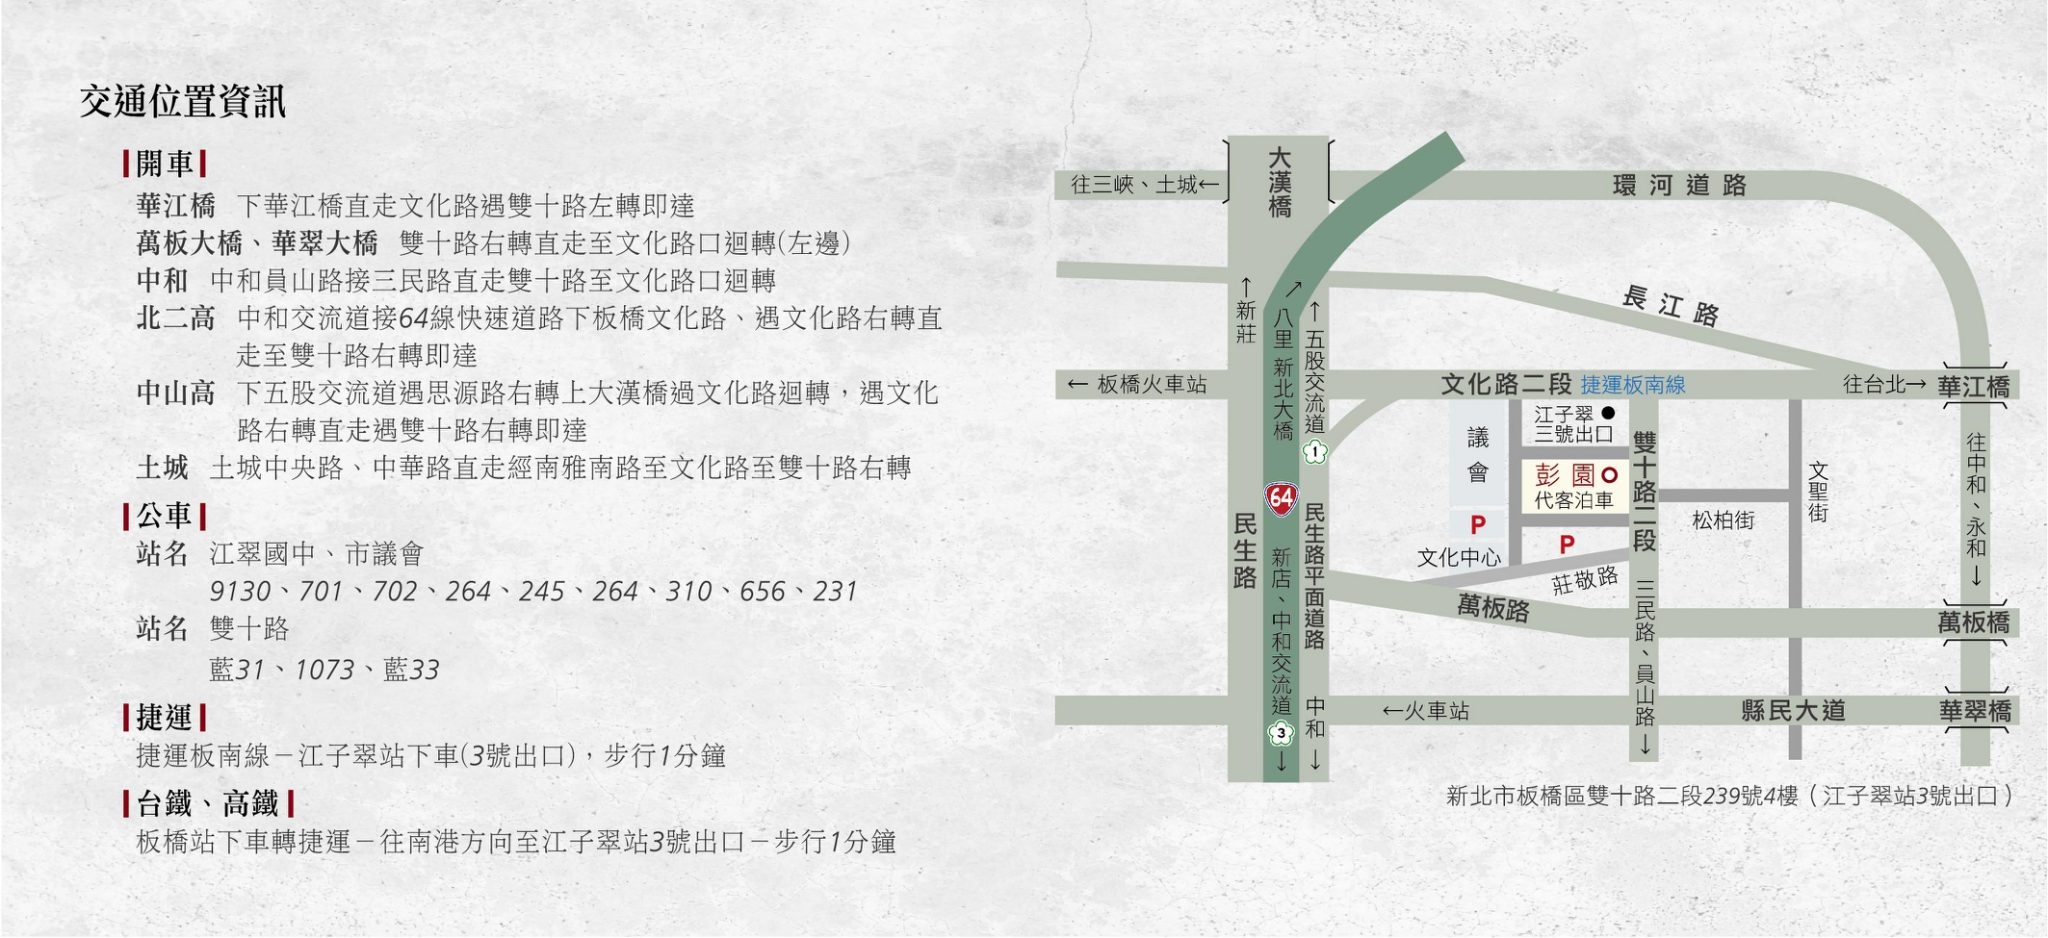 交通位置資訊
開車
華江橋 下華江橋直走文化路遇雙十路左轉即達
萬板大橋、華翠大橋 雙十路右轉直走至文化路口迴轉(左邊)
中和 中和員山路接三民路直走雙十路至文化路口迴轉
北二高 中和交流道接64線快速道路下板橋文化路、遇文化路右轉直
走至雙十路右轉即達
中山高 下五股交流道遇思源路右轉上大漢橋過文化路迴轉，遇文化
路右轉直走遇雙十路右轉即達
土城 土城中央路、中華路直走經南雅南路至文化路至雙十路右轉
公車
站名 江翠國中、市議會
9130、701、702、264、245、264、310、656、231
站名 雙十路
藍31、1073、藍33
捷運
捷運板南線－江子翠站下車(3號出口)，步行1分鐘
台鐵、高鐵
板橋站下車轉捷運－往南港方向至江子翠站3號出口－步行1分鐘
大漢橋
往三峽、土城←
環河道路
長江路
↑新莊
↗八里 新北大橋
↑五股交流道
1
← 板橋火車站
文化路二段 捷運板南線
往台北→
華江橋
議會
江子翠
三號出口
彭園
代客泊車
P
文化中心
P
莊敬路
雙十路二段
松柏街
文聖街
往中和、永和↓
64
民生路
民生路平面道路
新店、中和交流道
3
↓
中和↓
萬板路
三民路、員山路↓
萬板橋
←火車站
縣民大道
華翠橋
新北市板橋區雙十路二段239號4樓（江子翠站3號出口）